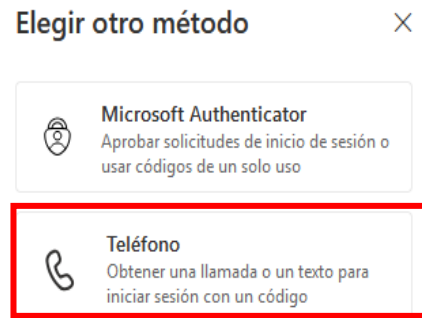 Elegir otro método
Microsoft Authenticator
Aprobar solicitudes de inicio de sesión o
usar códigos de un solo uso
Teléfono
Obtener una llamada o un texto para
iniciar sesión con un código